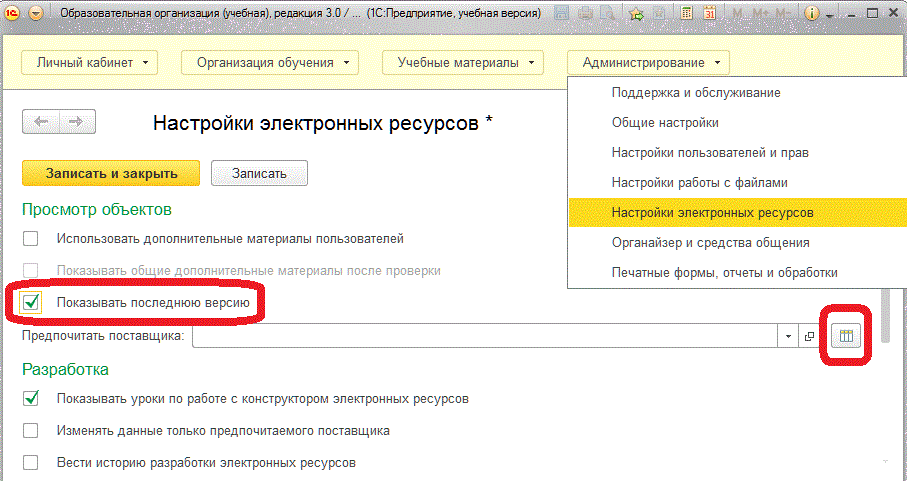 Образовательная организация (учебная), редакция 3.0 / ... (1С:Предприятие, учебная версия)
M M+ M-
Личный кабинет
Организация обучения
Учебные материалы
Администрирование
Поддержка и обслуживание
Общие настройки
Настройки пользователей и прав
Настройки работы с файлами
Настройки электронных ресурсов
Органайзер и средства общения
Печатные формы, отчеты и обработки
Настройки электронных ресурсов *
Записать и закрыть
Записать
Просмотр объектов
Использовать дополнительные материалы пользователей
Показывать общие дополнительные материалы после проверки
Показывать последнюю версию
Предпочитать поставщика:
Разработка
Показывать уроки по работе с конструктором электронных ресурсов
Изменять данные только предпочитаемого поставщика
Вести историю разработки электронных ресурсов